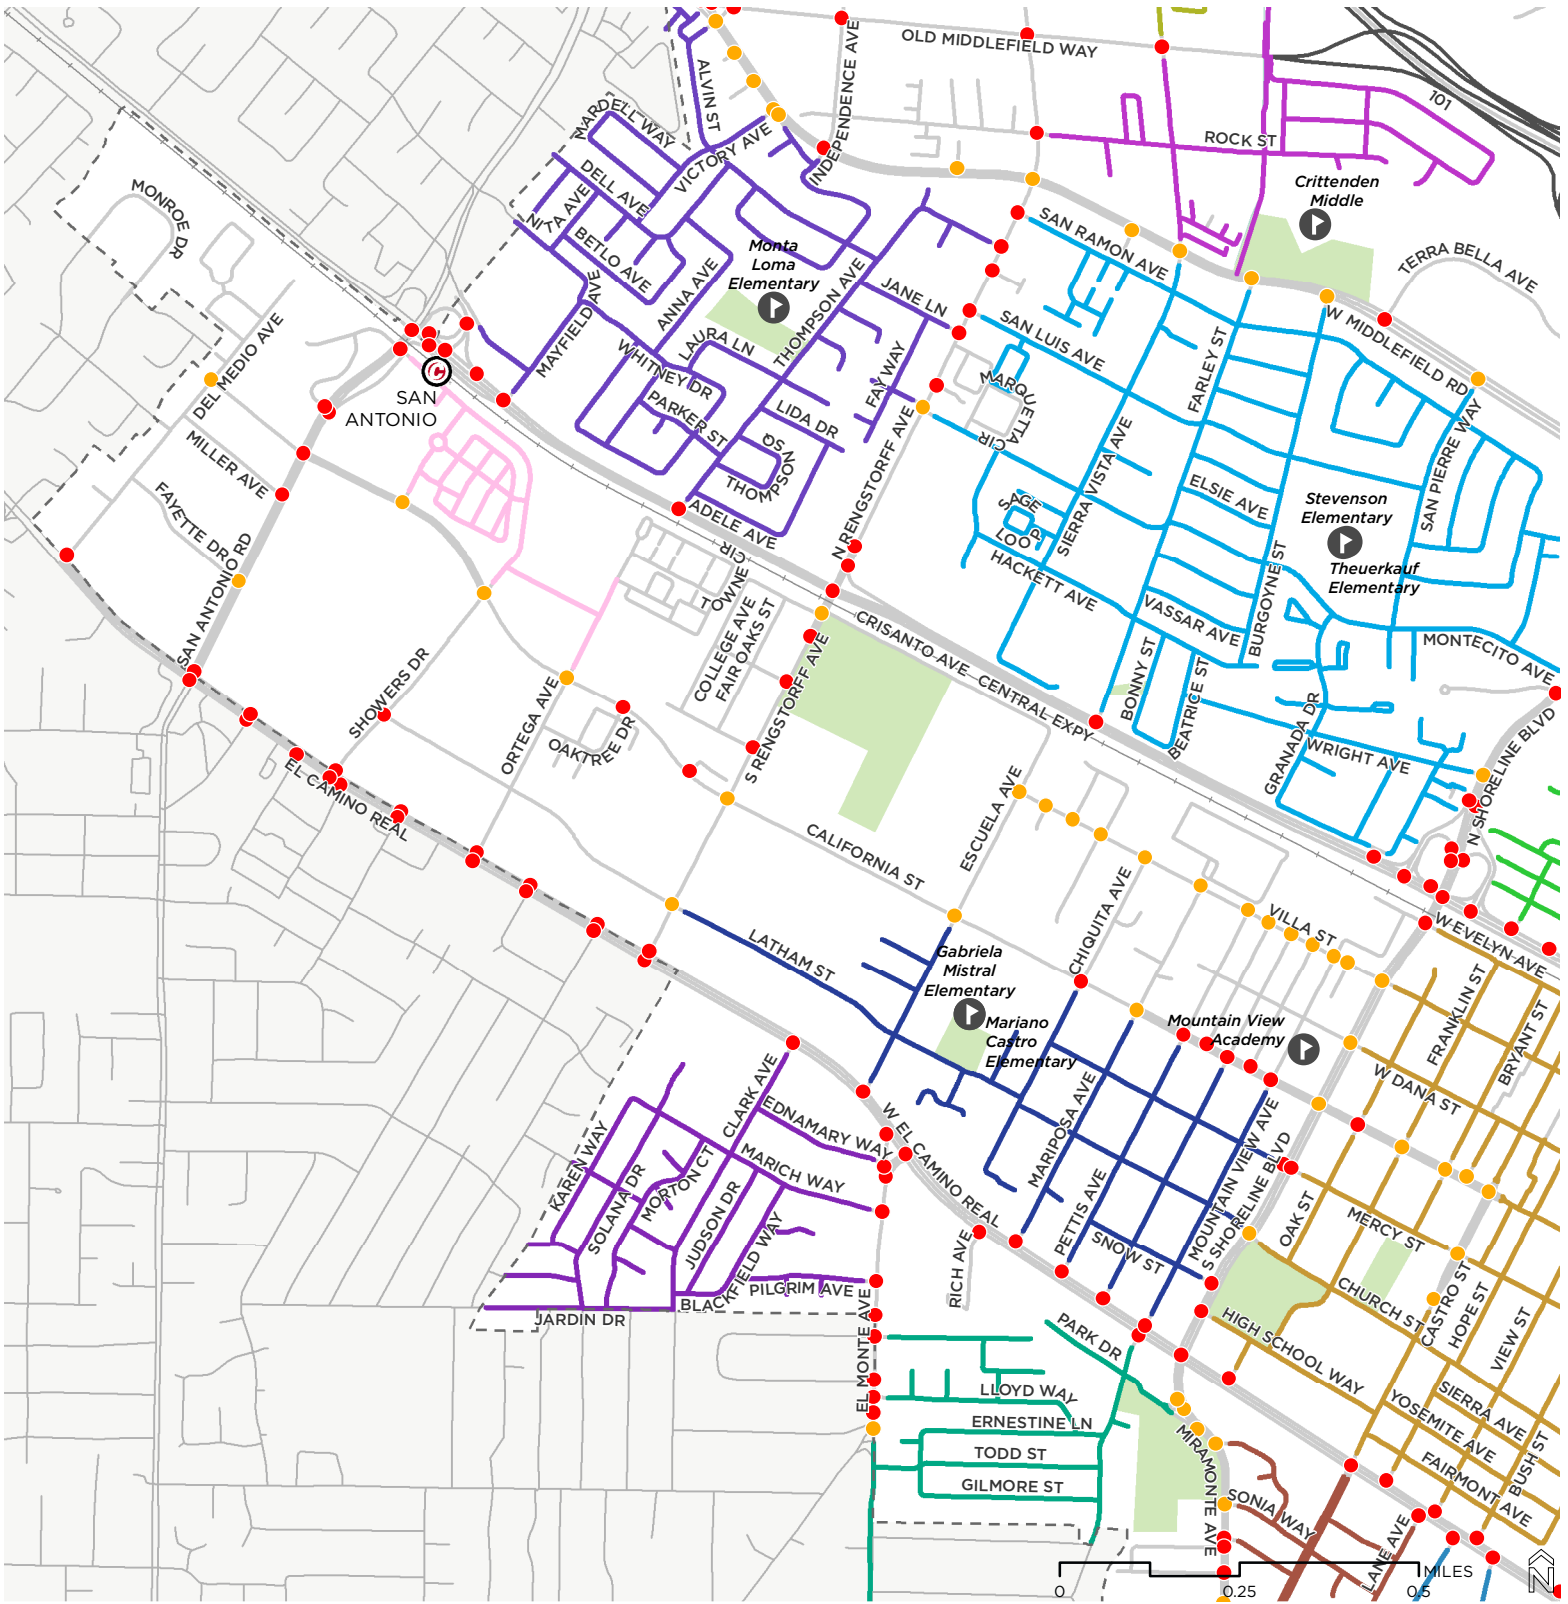 OLD MIDDLEFIELD WAY
INDEPENDENCE AVE
ALVIN ST
101
NARDELL WAY
VICTORY AVE
ROCK ST
DELL AVE
Crittenden
Middle
MONROE DR
NITA AVE
SAN RAMON AVE
BETLO AVE
Monta
Loma
Elementary
TERRA BELLA AVE
ANNA AVE
THOMPSON AVE
JANE LN
MAYFIELD AVE
DEL MEDIO AVE
LAURA LN
SAN LUIS AVE
W MIDDLEFIELD RD
WHITNEY DR
FARLEY ST
SAN
ANTONIO
FAYWAY
MARQUETTA
CIR
PARKER ST
LIDA DR
SAN PIERRE WAY
MILLER AVE
THOMPSON
SQ
N RENGSTORFF AVE
SIERRA VISTA AVE
FAYETTE DR
ELSIE AVE
Stevenson
Elementary
SAGE
LOOP
ADELE AVE
SAN ANTONIO RD
TOWNE
CIR
HACKETT AVE
BURGOYNE ST
Theuerkauf
Elementary
COLLEGE AVE
FAIR OAKS ST
CRISANTO AVE
VASSAR AVE
MONTECITO AVE
SHOWERS DR
ORTEGA AVE
OAKTREE DR
S RENGSTORFF AVE
CENTRAL EXPY
BONNY ST
BEATRICE ST
GRANADA DR
WRIGHT AVE
N SHORELINE BLVD
EL CAMINO REAL
CALIFORNIA ST
ESCUELA AVE
CHIQUITA AVE
VILLA ST
W EVELYN AVE
LATHAM ST
Gabriela
Mistral
Elementary
Mariano
Castro
Elementary
Mountain View
Academy
FRANKLIN ST
BRYANT ST
W DANA ST
CLARK AVE
EDNAMARY WAY
W EL CAMINO REAL
MARIPOSA AVE
MOUNTAIN VIEW AVE
S SHORELINE BLVD
KAREN WAY
MORTON CT
MARICH WAY
SOLANA DR
JUDSON DR
PETTIS AVE
OAK ST
MERCY ST
BLACKFIELD WAY
RICH AVE
SNOW ST
PILGRIM AVE
CHURCH ST
CASTRO ST
HOPE ST
JARDIN DR
EL MONTE AVE
PARK DR
HIGH SCHOOL WAY
VIEW ST
LLOYD WAY
SIERRA AVE
ERNESTINE LN
YOSEMITE AVE
TODD ST
MIRAMONTE AVE
FAIRMONT AVE
BUSH ST
GILMORE ST
SONIA WAY
LANE AVE
MILES
0
0.25
0.5
N